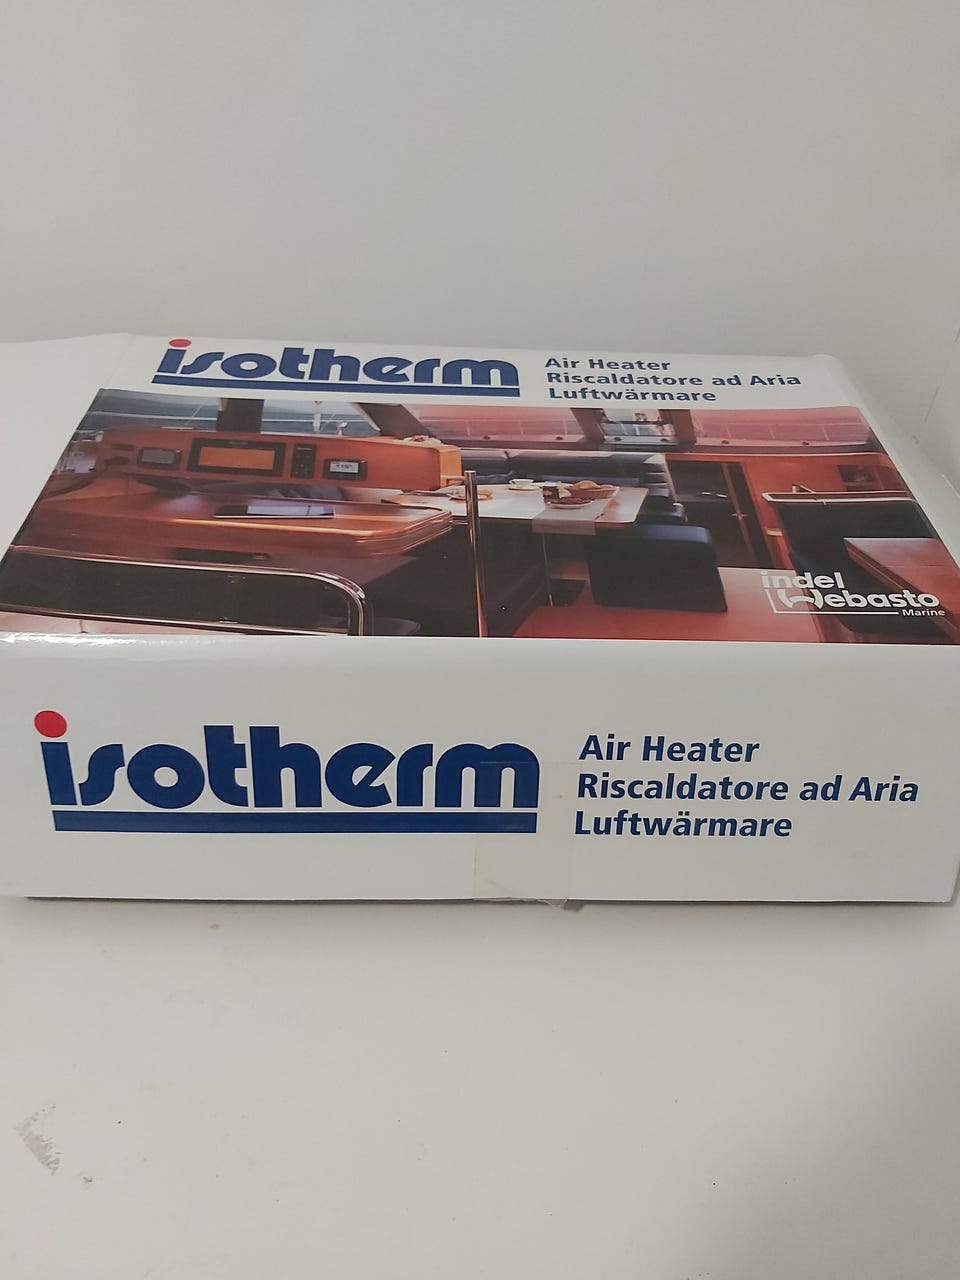 isotherm
Air Heater
Riscaldatore ad Aria
Luftwärmare
indel
Webasto
Marine
isotherm
Air Heater
Riscaldatore ad Aria
Luftwärmare